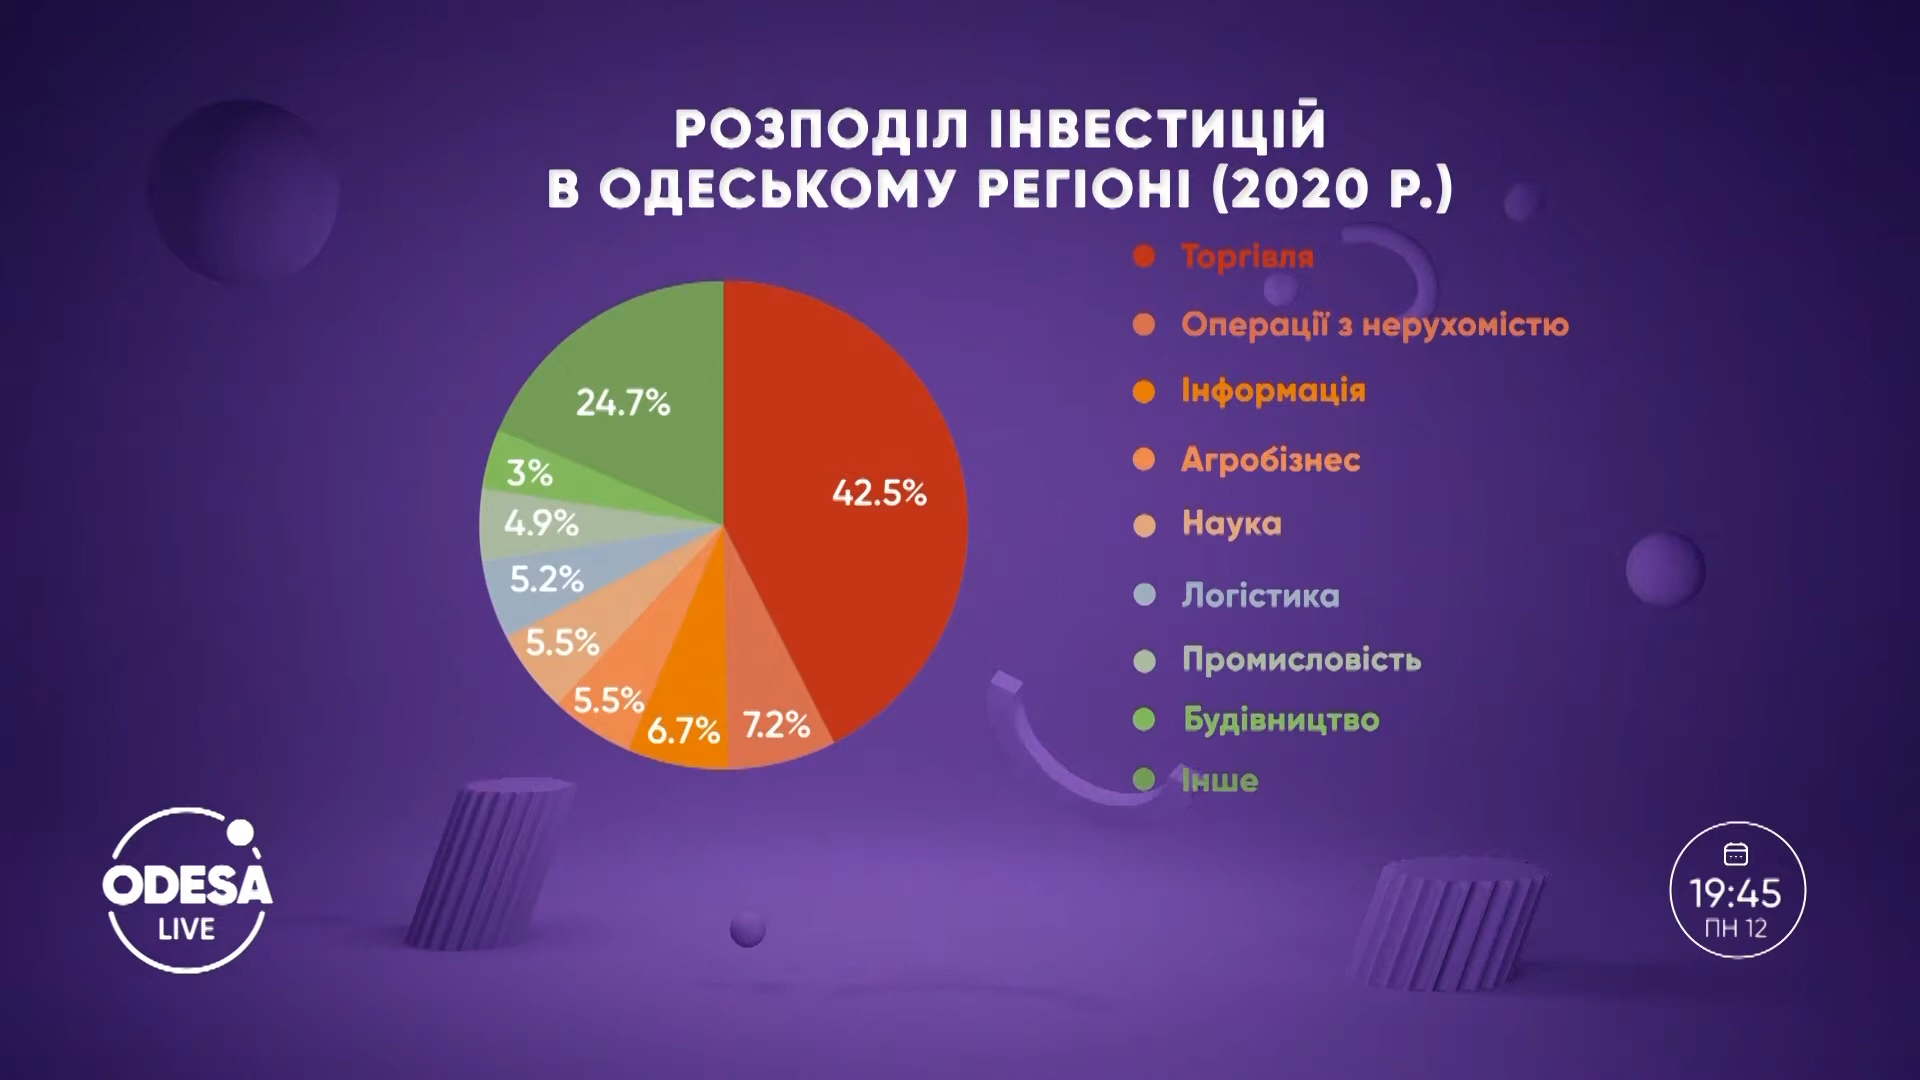 РОЗПОДІЛ ІНВЕСТИЦІЙ
В ОДЕСЬКОМУ РЕГІОНІ (2020 Р.)
Торгівля
Операції з нерухомістю
Інформація
Агробізнес
Наука
Логістика
Промисловість
Будівництво
Інше
24.7%
3%
4.9%
5.2%
5.5%
5.5%
6.7%
7.2%
42.5%
ODESA
LIVE
19:45
ПН 12